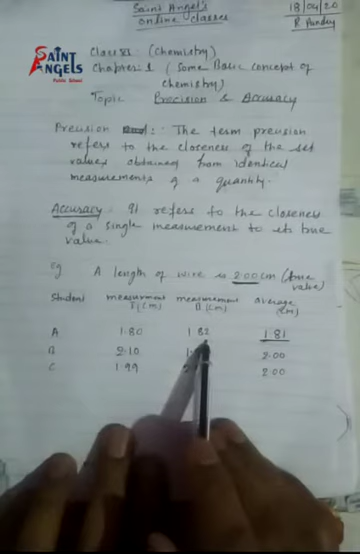 Saint Angel's
online classes
18/04/20
R Pandey
SAINT
ANGELS
Public School
Class XI (Chemistry)
Chapter: 1 (Some Basic concept of
Chemistry)
Topic Precision & Accuracy
Precision : The term precision
refers to the closeness of the set
values obtained from identical
measurements of a quantity.
Accuracy: It refers to the closeness
of a single measurement to its true
value.
Eg A length of wire is 2.00 cm (true
value)
Student measurement measurement average
I (cm) II (cm) (cm)
A 1.80 1.82 1.81
B 2.10 2.00
C 1.99 2.00